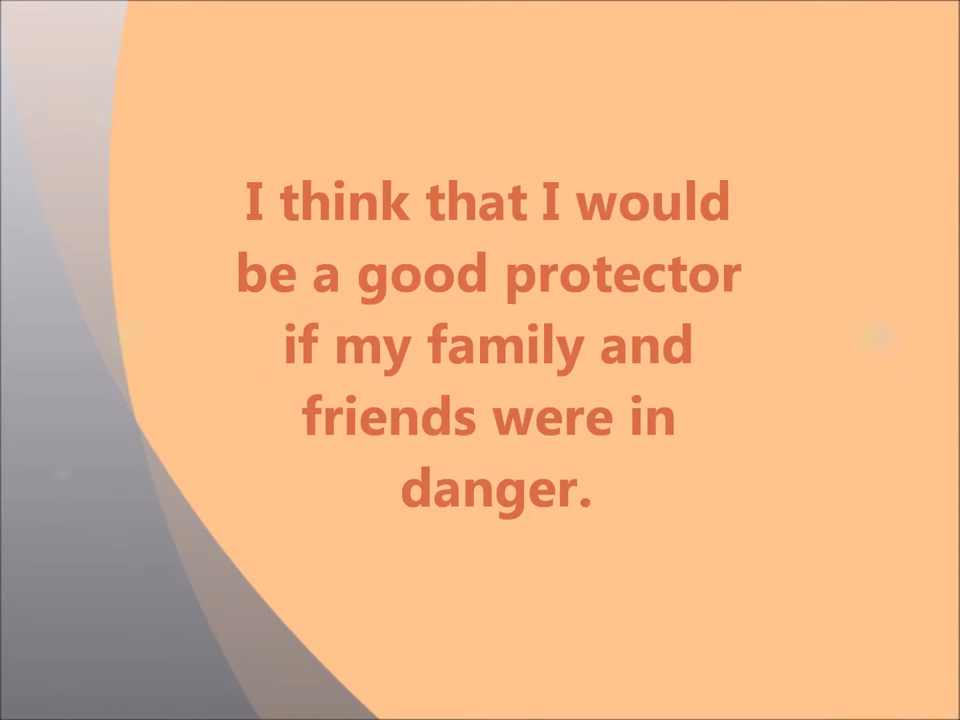 I think that I would
be a good protector
if my family and
friends were in
danger.